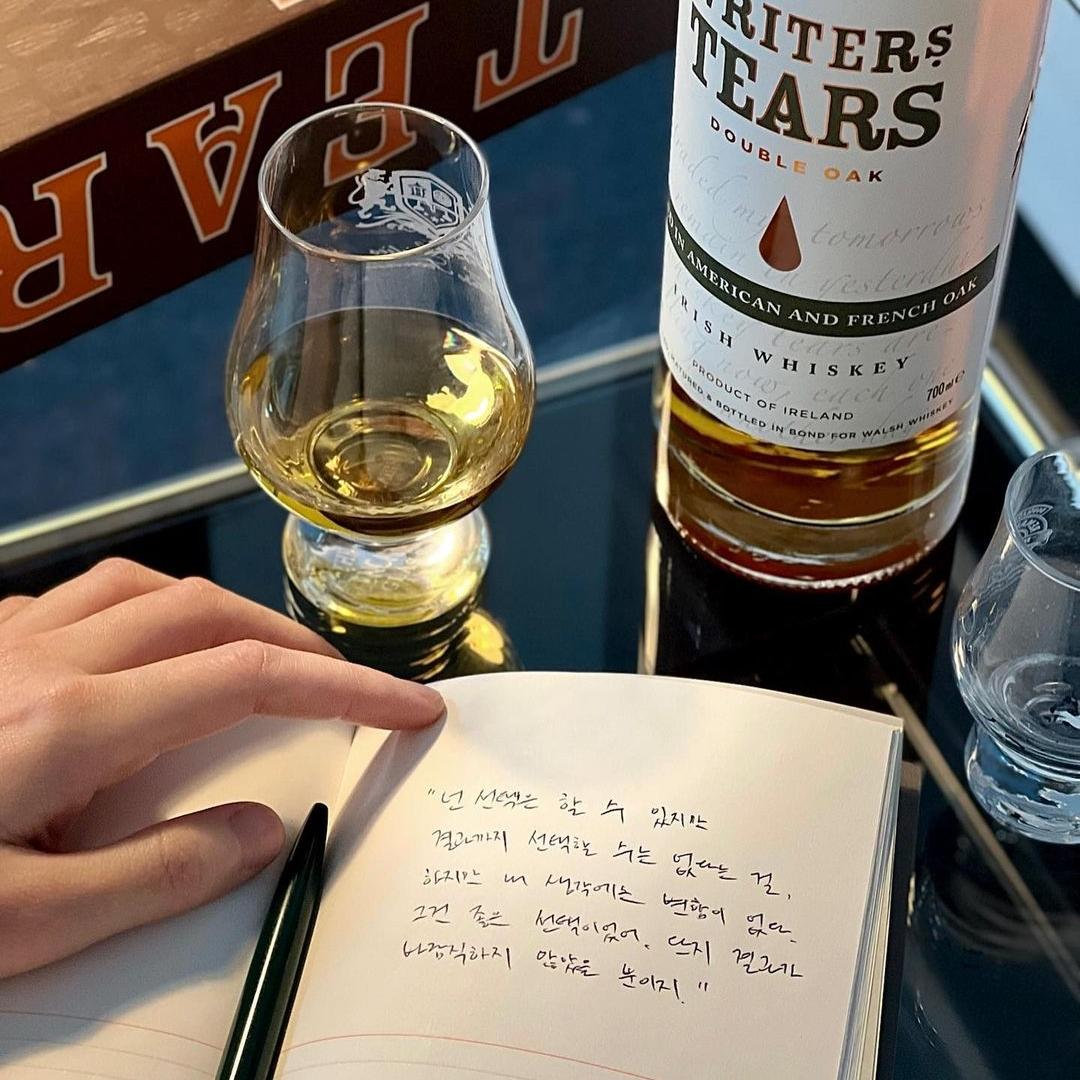 TEAR
WRITERS
TEARS
DOUBLE OAK
tomorrows
IN AMERICAN AND FRENCH OAK
IRISH WHISKEY
PRODUCT OF IRELAND
700ml
& BOTTLED IN BOND FOR WALSH WHISKEY
"넌 선택은 할 수 있지만
결과까지 선택할 수는 없다는 걸,
하지만 내 생각에는 변함이 없다.
그건 좋은 선택이었어. 단지 결과가
바람직하지 않았을 뿐이지."